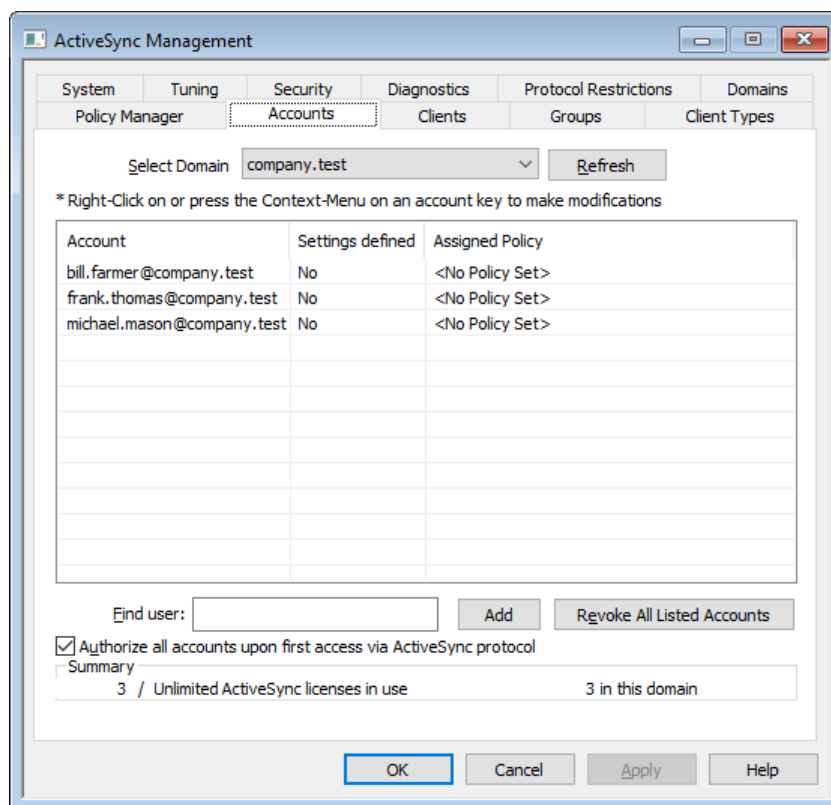 ActiveSync Management
System Tuning Security Diagnostics Protocol Restrictions Domains
Policy Manager Accounts Clients Groups Client Types
Select Domain company.test Refresh
* Right-Click on or press the Context-Menu on an account key to make modifications
Account Settings defined Assigned Policy
bill.farmer@company.test No <No Policy Set>
frank.thomas@company.test No <No Policy Set>
michael.mason@company.test No <No Policy Set>
Find user: Add Revoke All Listed Accounts
Authorize all accounts upon first access via ActiveSync protocol
Summary
3 / Unlimited ActiveSync licenses in use 3 in this domain
OK Cancel Apply Help